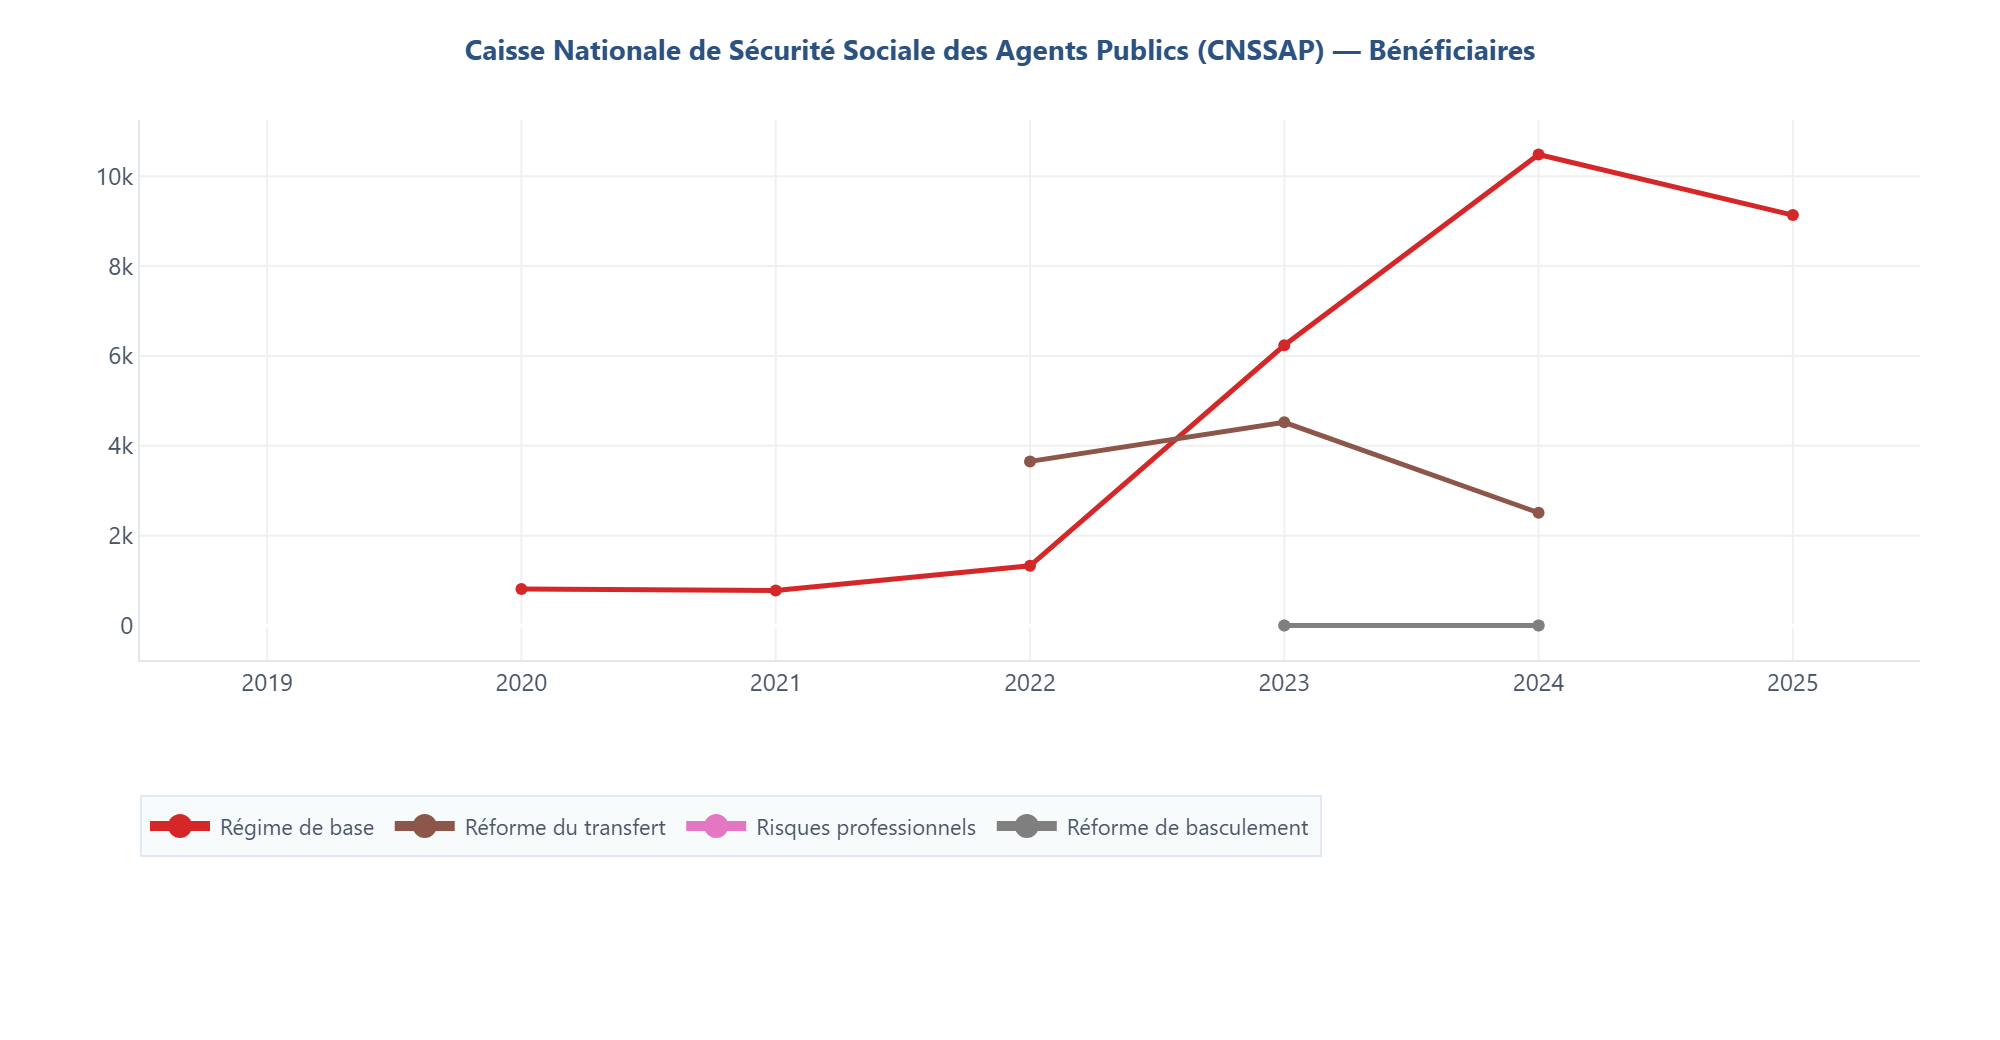 Caisse Nationale de Sécurité Sociale des Agents Publics (CNSSAP) — Bénéficiaires
10k
8k
6k
4k
2k
0
2019 2020 2021 2022 2023 2024 2025
Régime de base Réforme du transfert Risques professionnels Réforme de basculement